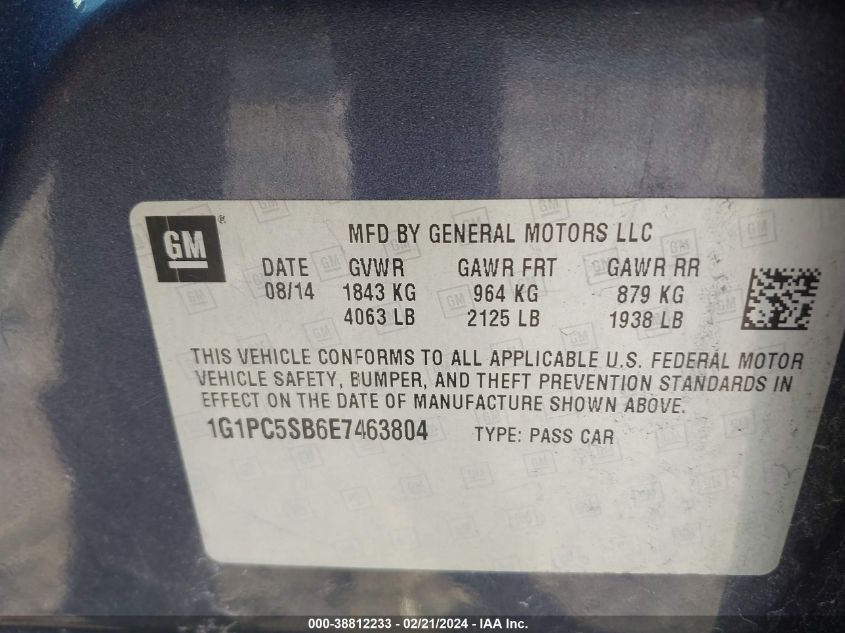 GM ®
MFD BY GENERAL MOTORS LLC
DATE GVWR GAWR FRT GAWR RR
08/14 1843 KG 964 KG 879 KG
4063 LB 2125 LB 1938 LB
THIS VEHICLE CONFORMS TO ALL APPLICABLE U.S. FEDERAL MOTOR
VEHICLE SAFETY, BUMPER, AND THEFT PREVENTION STANDARDS IN
EFFECT ON THE DATE OF MANUFACTURE SHOWN ABOVE.
1G1PC5SB6E7463804 TYPE: PASS CAR
000-38812233 - 02/21/2024 - IAA Inc.